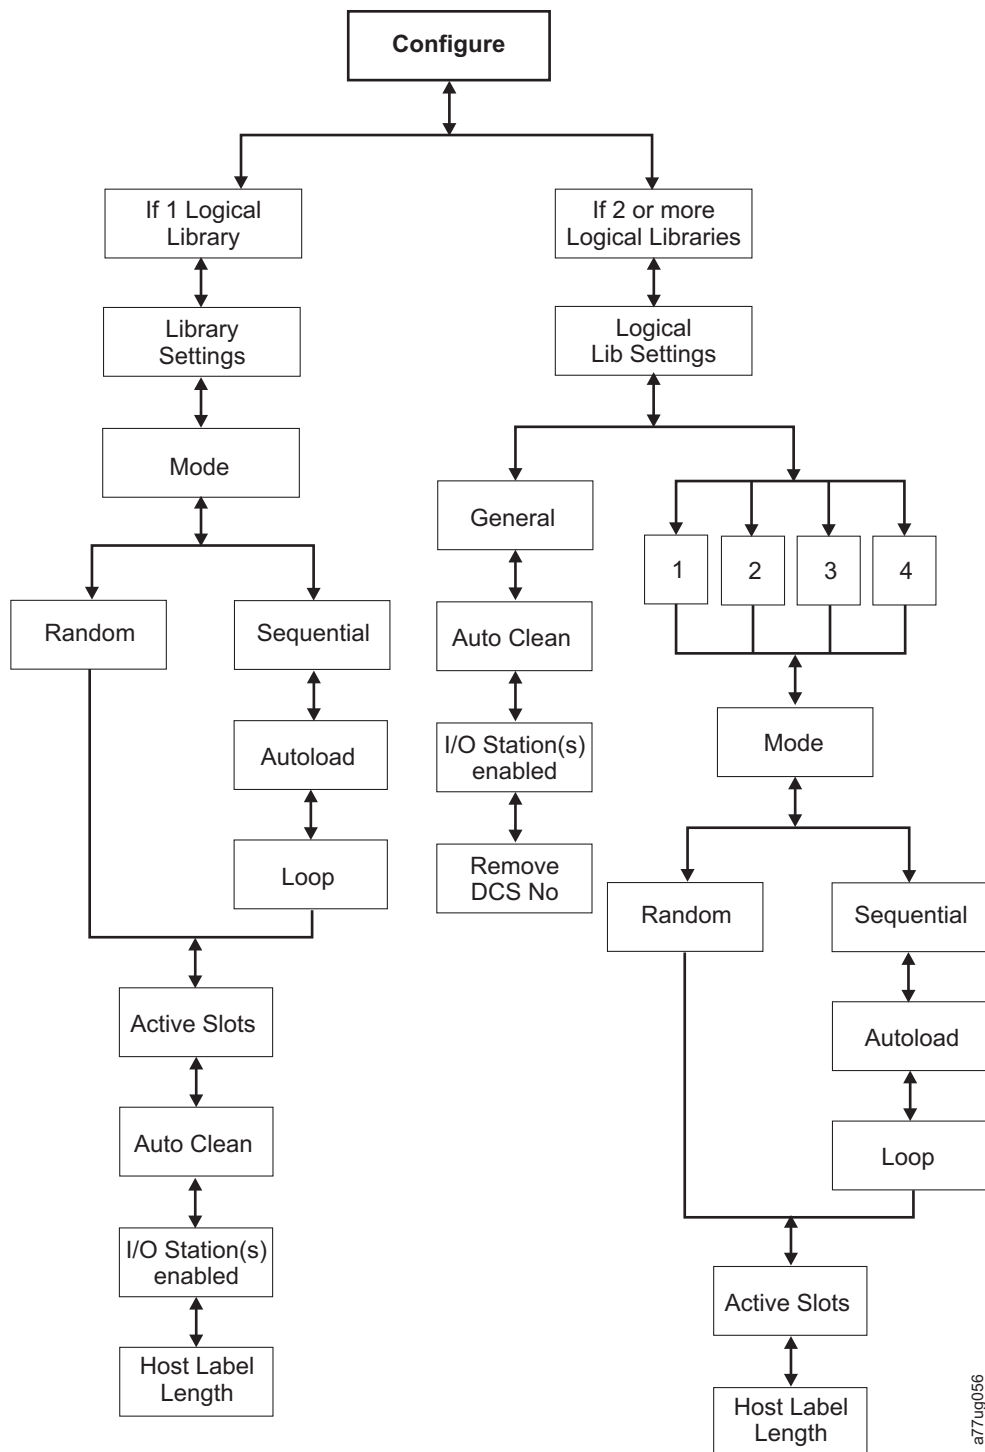 Configure
If 1 Logical
Library
If 2 or more
Logical Libraries
Library
Settings
Logical
Lib Settings
Mode
General
1
2
3
4
Random
Sequential
Auto Clean
Autoload
I/O Station(s)
enabled
Mode
Loop
Remove
DCS No
Random
Sequential
Active Slots
Autoload
Auto Clean
Loop
I/O Station(s)
enabled
Active Slots
Host Label
Length
Host Label
Length
a77ug056